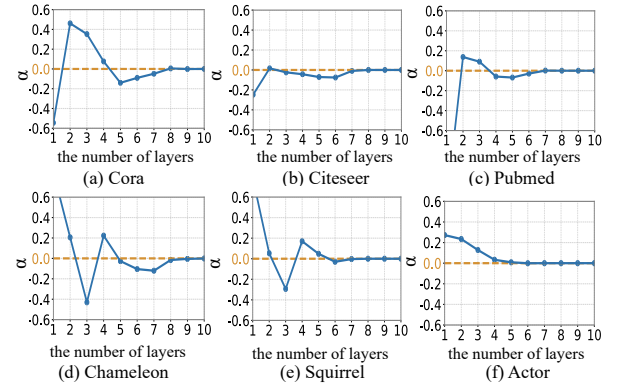 0.6
0.4
0.2
0.0
-0.2
-0.4
-0.6
α
1 2 3 4 5 6 7 8 9 10
the number of layers
(a) Cora
0.6
0.4
0.2
0.0
-0.2
-0.4
-0.6
α
1 2 3 4 5 6 7 8 9 10
the number of layers
(b) Citeseer
0.6
0.4
0.2
0.0
-0.2
-0.4
-0.6
α
1 2 3 4 5 6 7 8 9 10
the number of layers
(c) Pubmed
0.6
0.4
0.2
0.0
-0.2
-0.4
-0.6
α
1 2 3 4 5 6 7 8 9 10
the number of layers
(d) Chameleon
0.6
0.4
0.2
0.0
-0.2
-0.4
-0.6
α
1 2 3 4 5 6 7 8 9 10
the number of layers
(e) Squirrel
0.6
0.4
0.2
0.0
-0.2
-0.4
-0.6
α
1 2 3 4 5 6 7 8 9 10
the number of layers
(f) Actor